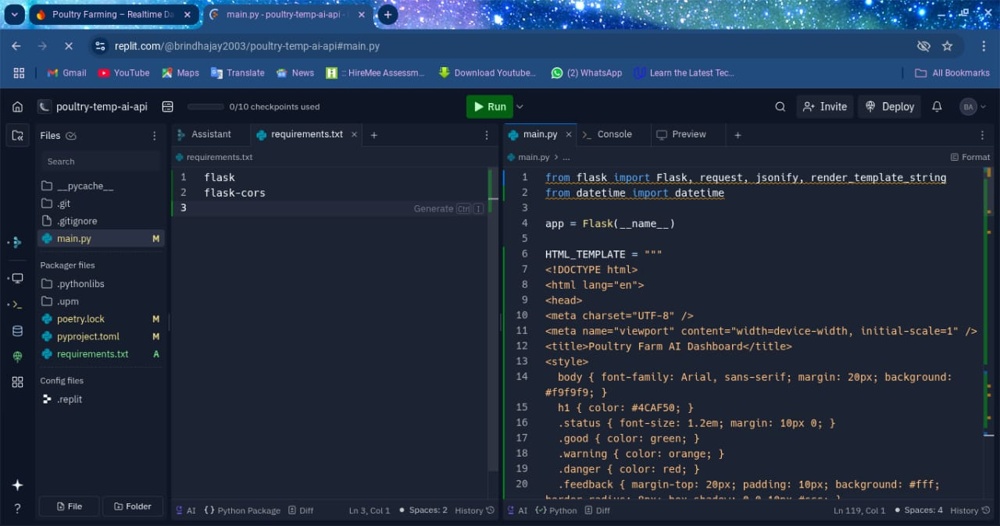 Poultry Farming – Realtime Da
main.py - poultry-temp-ai-api -
replit.com/@brindhajay2003/poultry-temp-ai-api#main.py
Gmail
YouTube
Maps
Translate
News
:: HireMee Assessm...
Download Youtube...
(2) WhatsApp
Learn the Latest Tec...
All Bookmarks
poultry-temp-ai-api
0/10 checkpoints used
Run
Invite
Deploy
BA
Files
Search
__pycache__
.git
.gitignore
main.py M
Packager files
.pythonlibs
.upm
poetry.lock M
pyproject.toml M
requirements.txt A
Config files
.replit
File
Folder
Assistant
requirements.txt
requirements.txt
1 flask
2 flask-cors
3
Generate Ctrl I
AI
Python Package
Diff
Ln 3, Col 1
Spaces: 2
History
main.py
Console
Preview
main.py > ...
Format
1 from flask import Flask, request, jsonify, render_template_string
2 from datetime import datetime
3
4 app = Flask(__name__)
5
6 HTML_TEMPLATE = """
7 <!DOCTYPE html>
8 <html lang="en">
9 <head>
10 <meta charset="UTF-8" />
11 <meta name="viewport" content="width=device-width, initial-scale=1" />
12 <title>Poultry Farm AI Dashboard</title>
13 <style>
14 body { font-family: Arial, sans-serif; margin: 20px; background:
#f9f9f9; }
15 h1 { color: #4CAF50; }
16 .status { font-size: 1.2em; margin: 10px 0; }
17 .good { color: green; }
18 .warning { color: orange; }
19 .danger { color: red; }
20 .feedback { margin-top: 20px; padding: 10px; background: #fff;
border-radius: 8px; box-shadow: 0 0 10px #ccc; }
AI
Python
Diff
Ln 119, Col 1
Spaces: 4
History